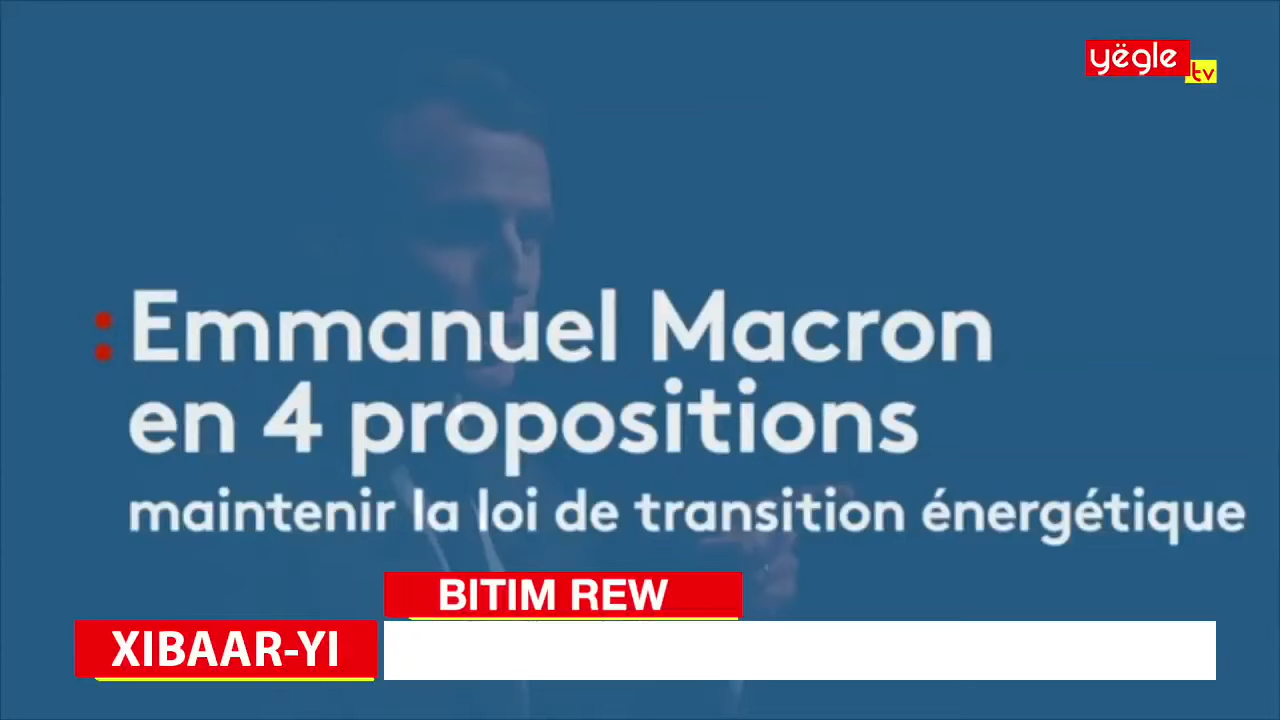 yëgle
tv
: Emmanuel Macron
en 4 propositions
maintenir la loi de transition énergétique
BITIM REW
XIBAAR-YI